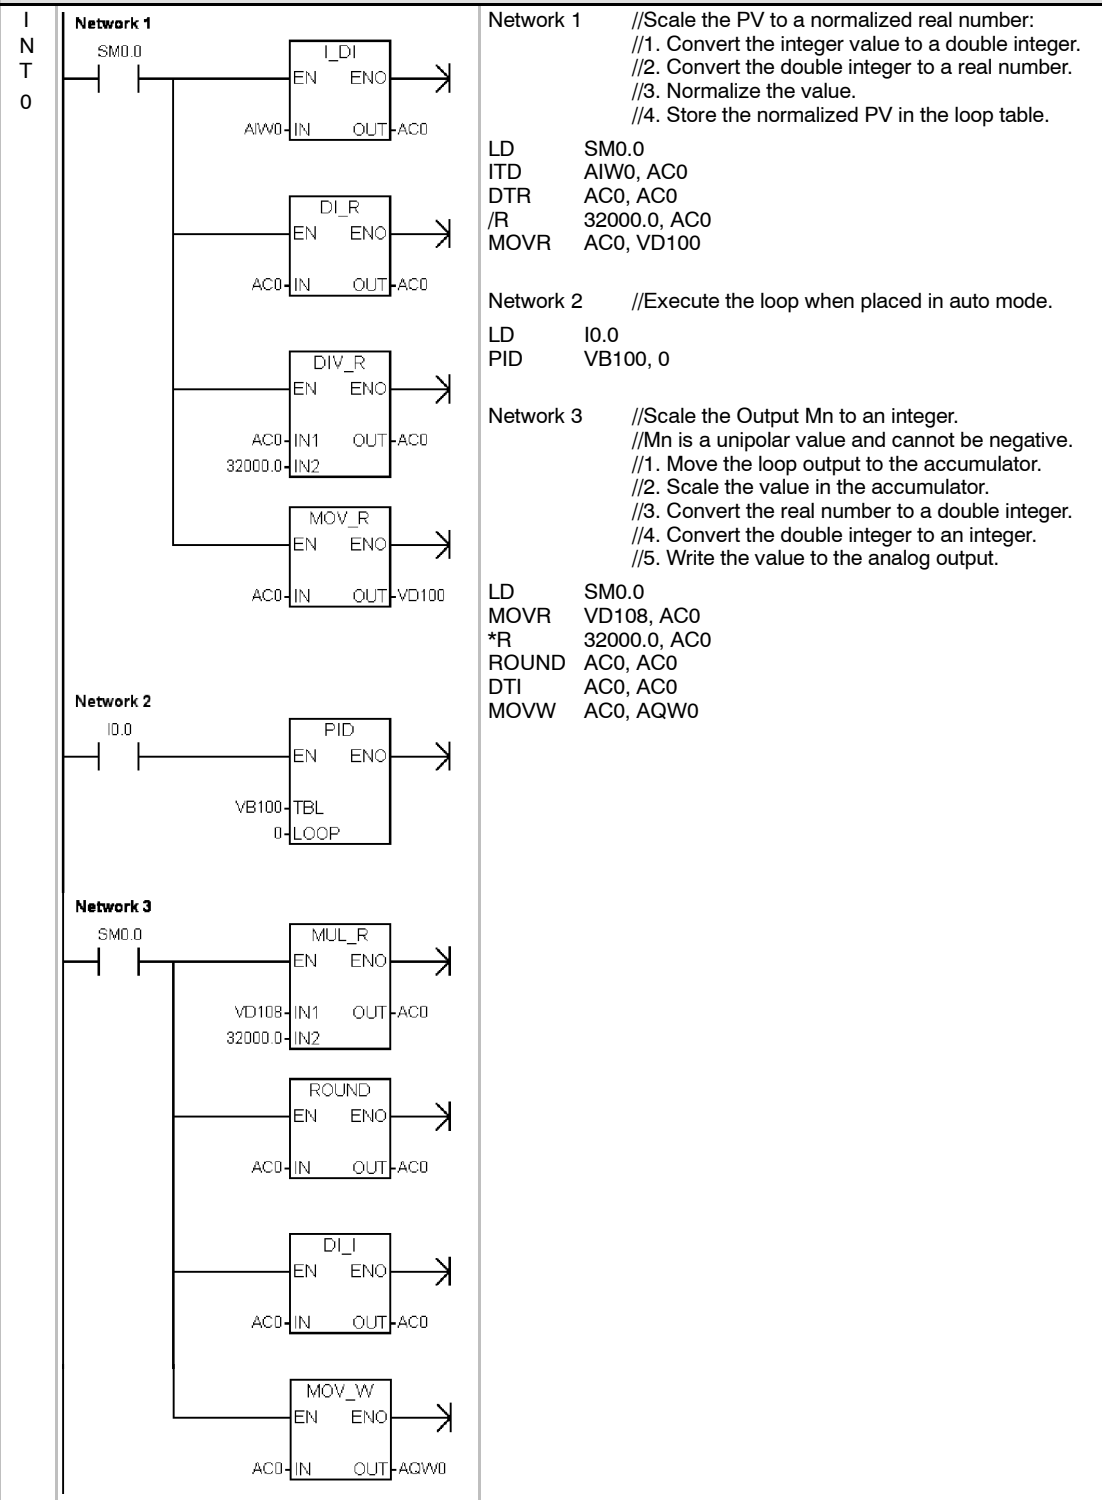 I
N
T
0
Network 1
SM0.0
I_DI
EN ENO
AIW0 IN OUT AC0
DI_R
EN ENO
AC0 IN OUT AC0
DIV_R
EN ENO
AC0 IN1 OUT AC0
32000.0 IN2
MOV_R
EN ENO
AC0 IN OUT VD100
Network 2
I0.0
PID
EN ENO
VB100 TBL
0 LOOP
Network 3
SM0.0
MUL_R
EN ENO
VD108 IN1 OUT AC0
32000.0 IN2
ROUND
EN ENO
AC0 IN OUT AC0
DI_I
EN ENO
AC0 IN OUT AC0
MOV_W
EN ENO
AC0 IN OUT AQW0
Network 1 //Scale the PV to a normalized real number:
//1. Convert the integer value to a double integer.
//2. Convert the double integer to a real number.
//3. Normalize the value.
//4. Store the normalized PV in the loop table.
LD SM0.0
ITD AIW0, AC0
DTR AC0, AC0
/R 32000.0, AC0
MOVR AC0, VD100
Network 2 //Execute the loop when placed in auto mode.
LD I0.0
PID VB100, 0
Network 3 //Scale the Output Mn to an integer.
//Mn is a unipolar value and cannot be negative.
//1. Move the loop output to the accumulator.
//2. Scale the value in the accumulator.
//3. Convert the real number to a double integer.
//4. Convert the double integer to an integer.
//5. Write the value to the analog output.
LD SM0.0
MOVR VD108, AC0
*R 32000.0, AC0
ROUND AC0, AC0
DTI AC0, AC0
MOVW AC0, AQW0